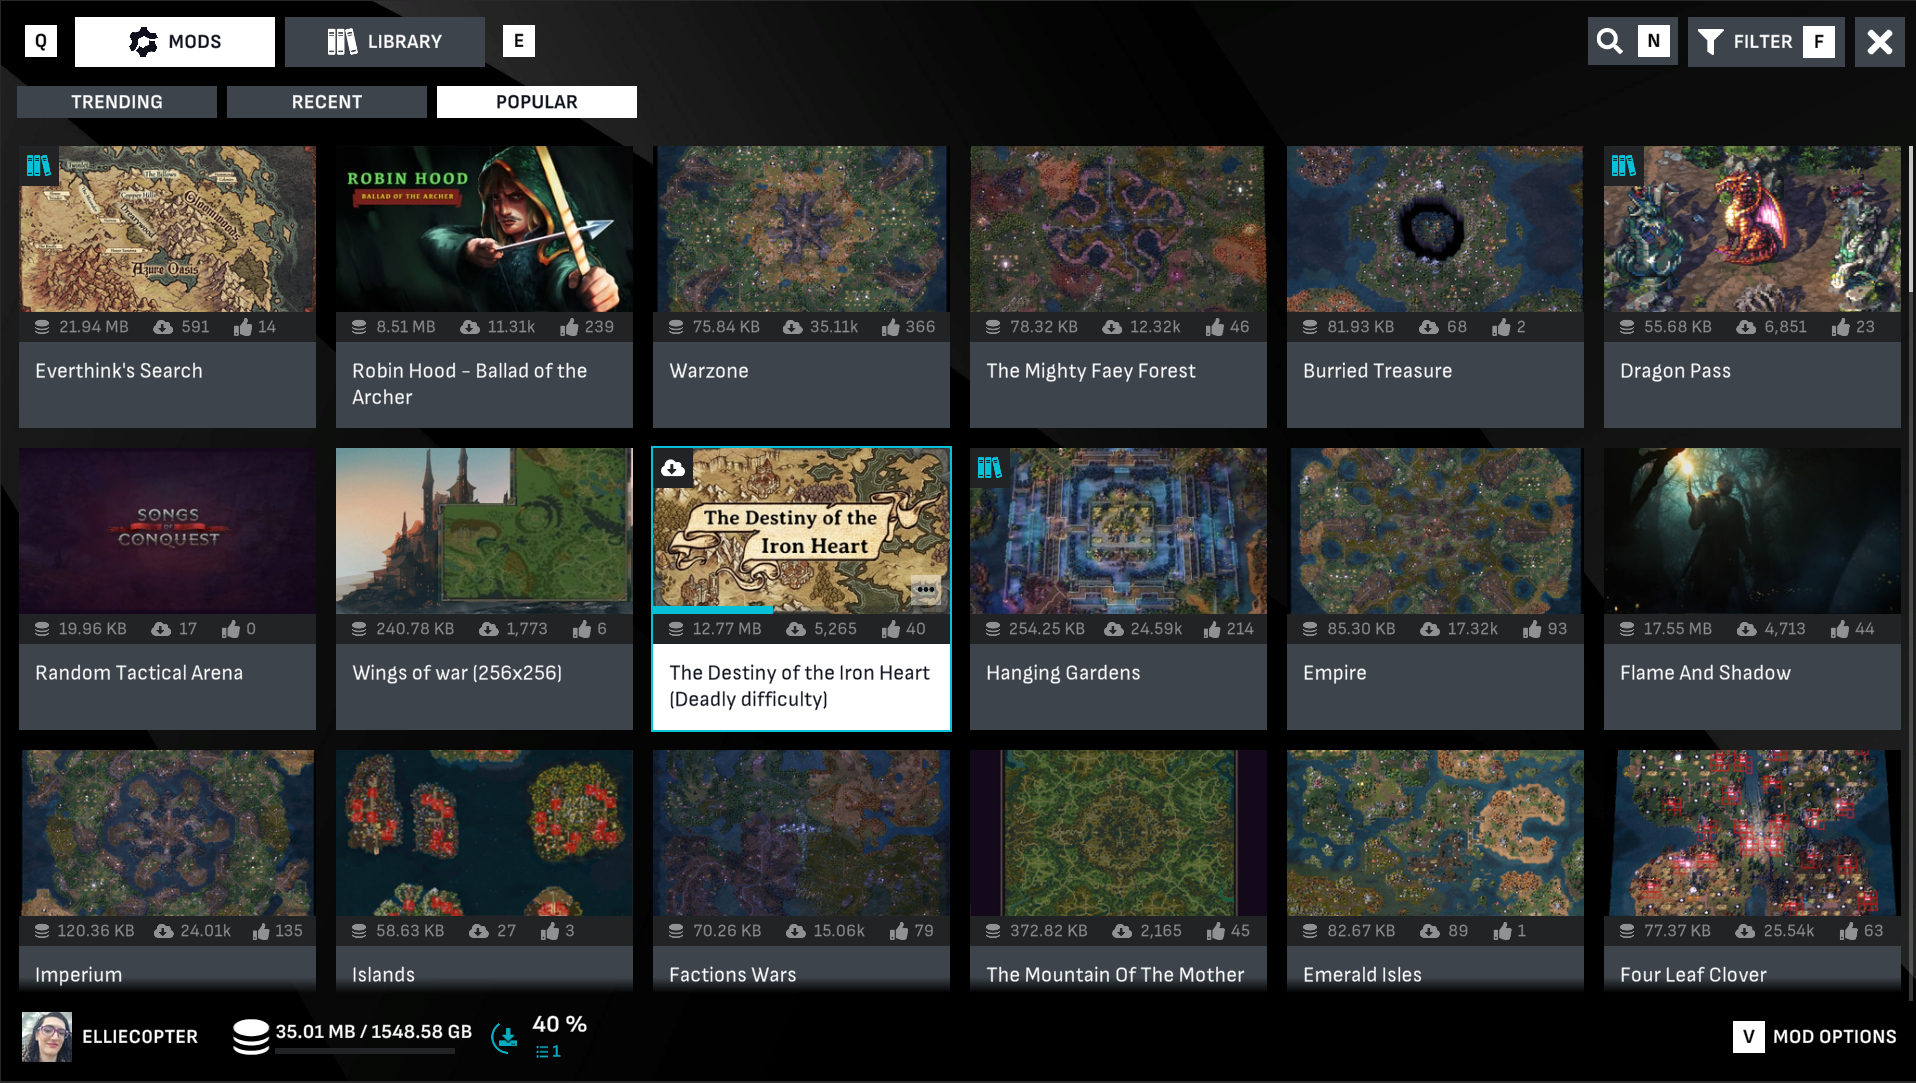 Q
MODS
LIBRARY
E
N
FILTER
F
TRENDING
RECENT
POPULAR
Gloomwoods
Azure Oasis
21.94 MB 591 14
Everthink's Search
ROBIN HOOD
BALLAD OF THE ARCHER
8.51 MB 11.31k 239
Robin Hood - Ballad of the
Archer
75.84 KB 35.11k 366
Warzone
78.32 KB 12.32k 46
The Mighty Faey Forest
81.93 KB 68 2
Burried Treasure
55.68 KB 6,851 23
Dragon Pass
SONGS
OF
CONQUEST
19.96 KB 17 0
Random Tactical Arena
240.78 KB 1,773 6
Wings of war (256x256)
The Destiny of the
Iron Heart
12.77 MB 5,265 40
The Destiny of the Iron Heart
(Deadly difficulty)
254.25 KB 24.59k 214
Hanging Gardens
85.30 KB 17.32k 93
Empire
17.55 MB 4,713 44
Flame And Shadow
120.36 KB 24.01k 135
Imperium
58.63 KB 27 3
Islands
70.26 KB 15.06k 79
Factions Wars
372.82 KB 2,165 45
The Mountain Of The Mother
82.67 KB 89 1
Emerald Isles
77.37 KB 25.54k 63
Four Leaf Clover
ELLIECOPTER
35.01 MB / 1548.58 GB
40 %
1
V
MOD OPTIONS